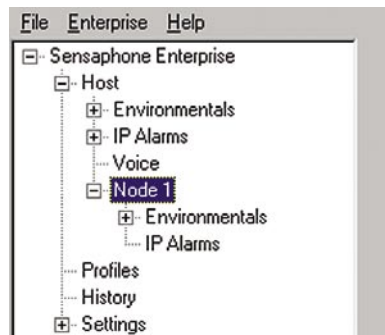 File Enterprise Help
Sensaphone Enterprise
Host
Environmentals
IP Alarms
Voice
Node 1
Environmentals
IP Alarms
Profiles
History
Settings